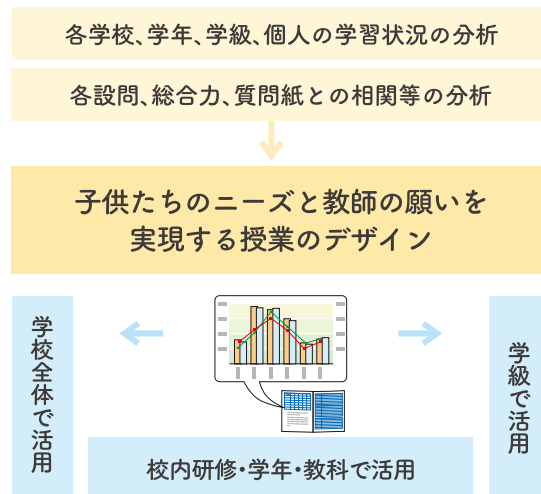 各学校、学年、学級、個人の学習状況の分析
各設問、総合力、質問紙との相関等の分析
子供たちのニーズと教師の願いを
実現する授業のデザイン
学校全体で活用
学級で活用
校内研修・学年・教科で活用